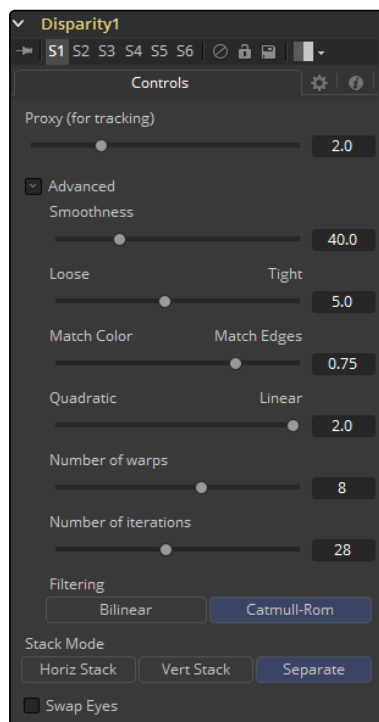 Disparity1
S1 S2 S3 S4 S5 S6
Controls
Proxy (for tracking)
2.0
Advanced
Smoothness
40.0
Loose Tight
5.0
Match Color Match Edges
0.75
Quadratic Linear
2.0
Number of warps
8
Number of iterations
28
Filtering
Bilinear Catmull-Rom
Stack Mode
Horiz Stack Vert Stack Separate
Swap Eyes